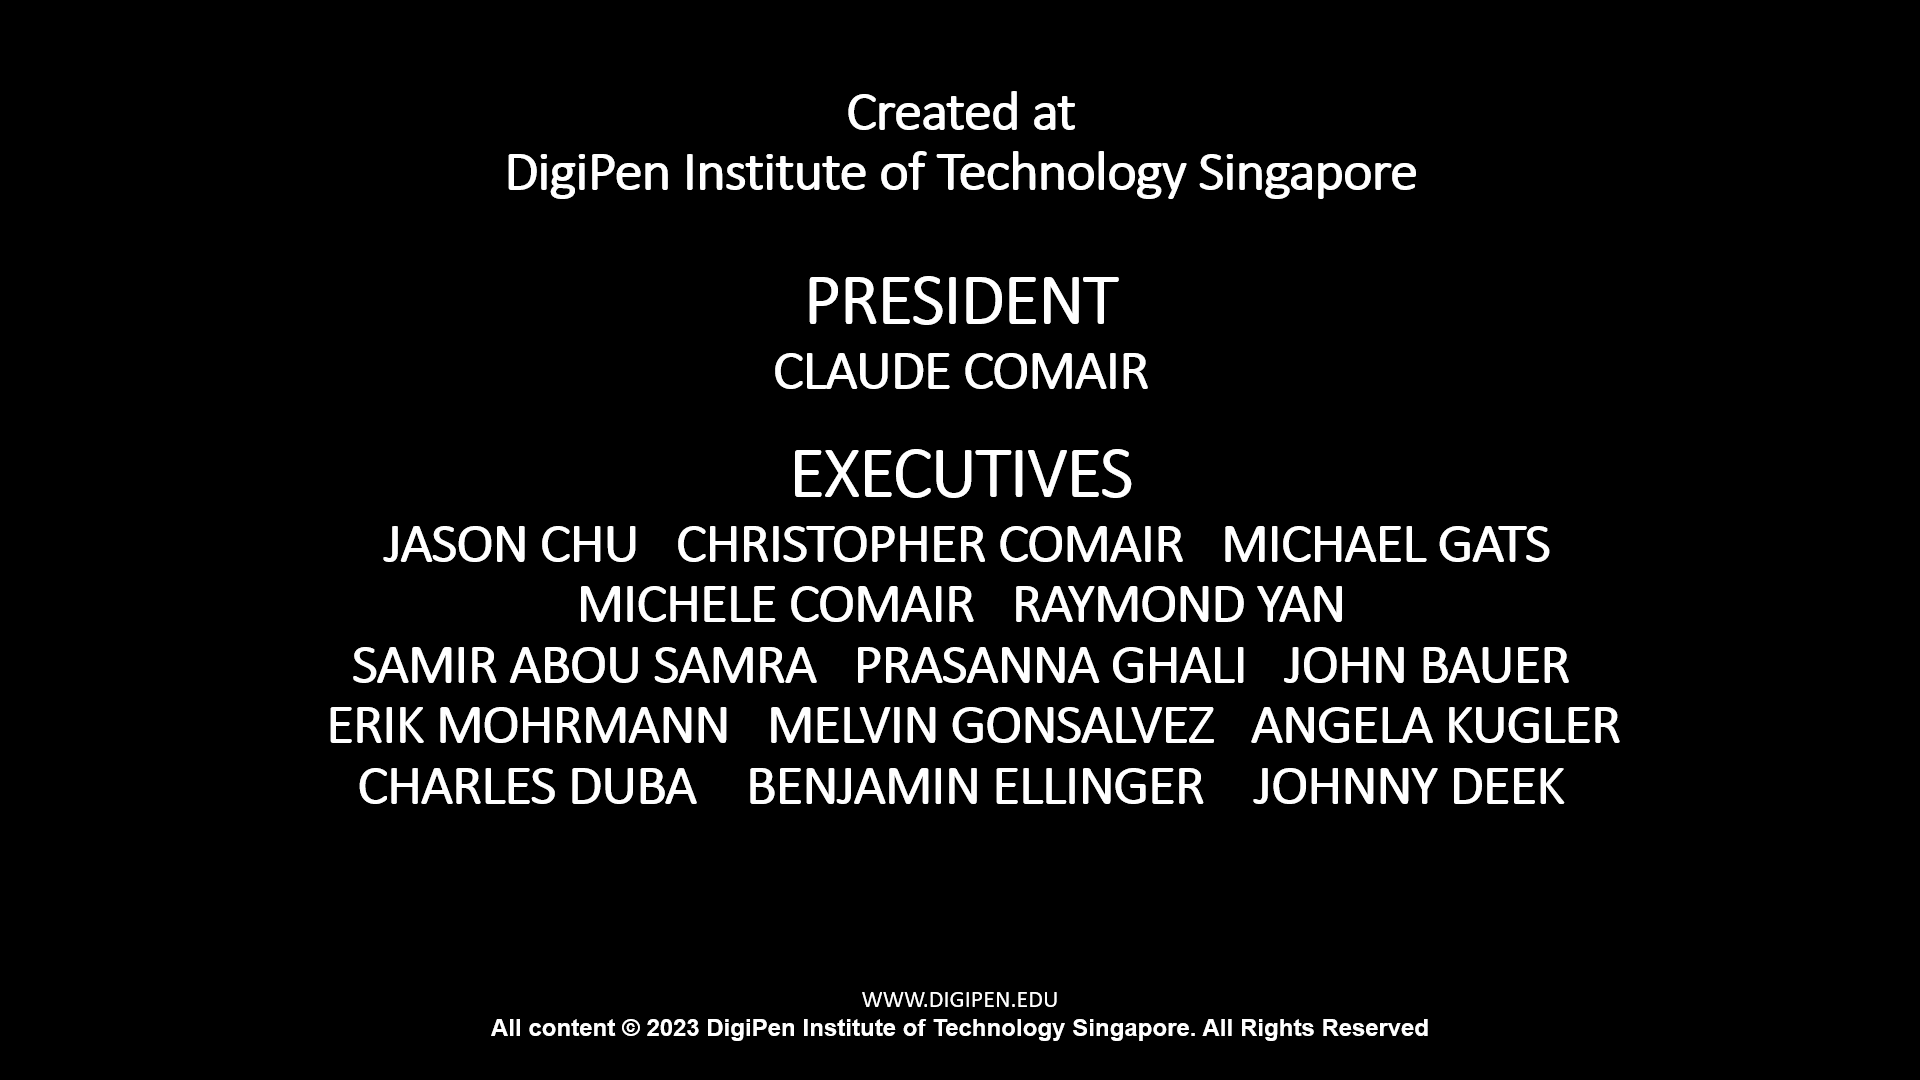 Created at
DigiPen Institute of Technology Singapore
PRESIDENT
CLAUDE COMAIR
EXECUTIVES
JASON CHU CHRISTOPHER COMAIR MICHAEL GATS
MICHELE COMAIR RAYMOND YAN
SAMIR ABOU SAMRA PRASANNA GHALI JOHN BAUER
ERIK MOHRMANN MELVIN GONSALVEZ ANGELA KUGLER
CHARLES DUBA BENJAMIN ELLINGER JOHNNY DEEK
WWW.DIGIPEN.EDU
All content © 2023 DigiPen Institute of Technology Singapore. All Rights Reserved